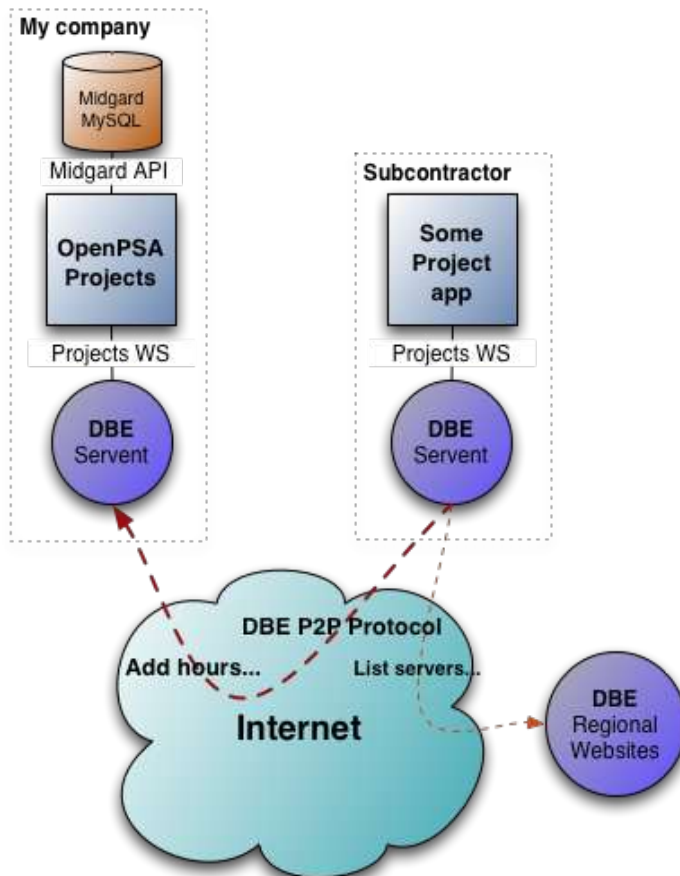 My company
Midgard
MySQL
Midgard API
OpenPSA
Projects
Projects WS
DBE
Servent
Subcontractor
Some
Project
app
Projects WS
DBE
Servent
DBE P2P Protocol
Add hours...
List servers...
Internet
DBE
Regional
Websites